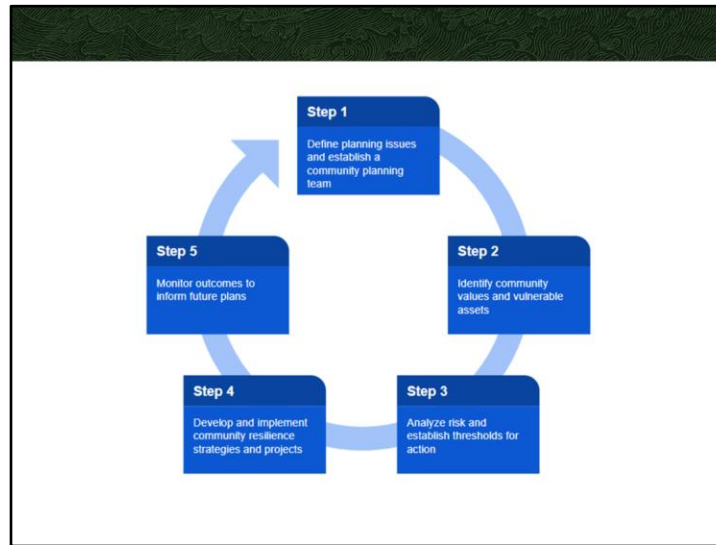 Step 1
Define planning issues
and establish a
community planning
team
Step 2
Identify community
values and vulnerable
assets
Step 3
Analyze risk and
establish thresholds for
action
Step 4
Develop and implement
community resilience
strategies and projects
Step 5
Monitor outcomes to
inform future plans